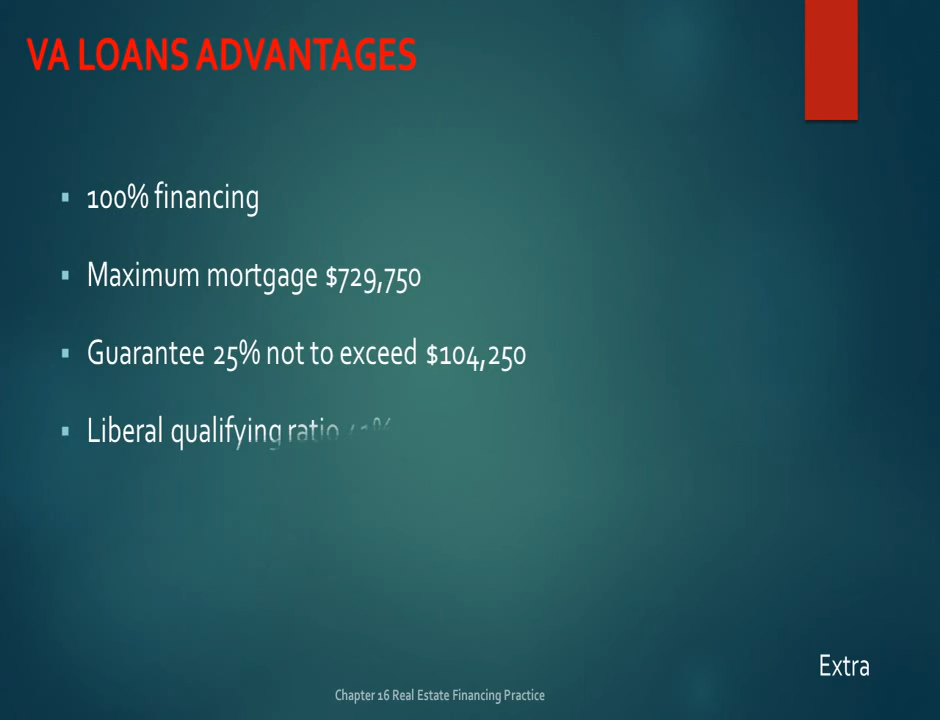 VA LOANS ADVANTAGES
100% financing
Maximum mortgage $729,750
Guarantee 25% not to exceed $104,250
Liberal qualifying ratio
Extra
Chapter 16 Real Estate Financing Practice